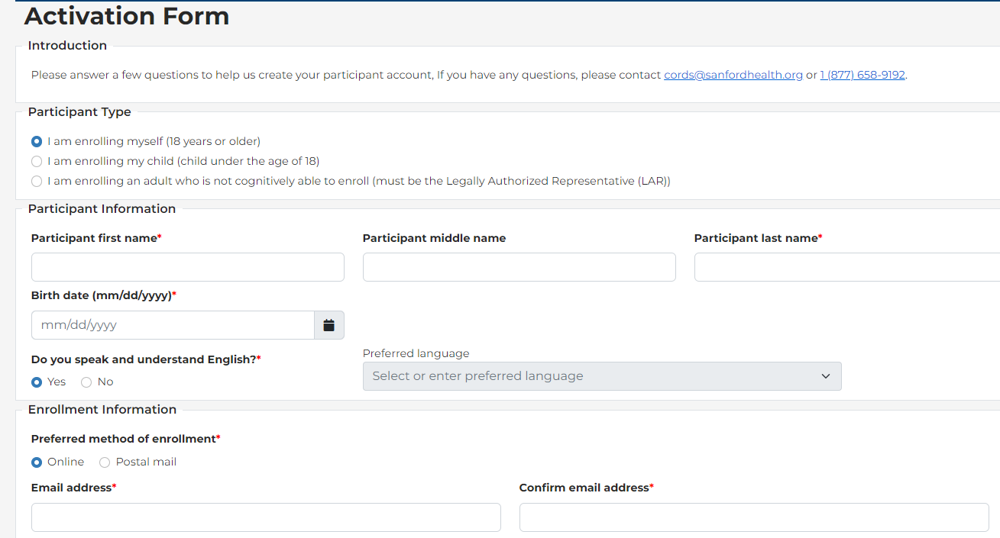 Activation Form
Introduction
Please answer a few questions to help us create your participant account, If you have any questions, please contact cords@sanfordhealth.org or 1 (877) 658-9192.
Participant Type
I am enrolling myself (18 years or older)
I am enrolling my child (child under the age of 18)
I am enrolling an adult who is not cognitively able to enroll (must be the Legally Authorized Representative (LAR))
Participant Information
Participant first name* Participant middle name Participant last name*
Birth date (mm/dd/yyyy)*
mm/dd/yyyy
Do you speak and understand English?* Preferred language
Yes No Select or enter preferred language
Enrollment Information
Preferred method of enrollment*
Online Postal mail
Email address* Confirm email address*